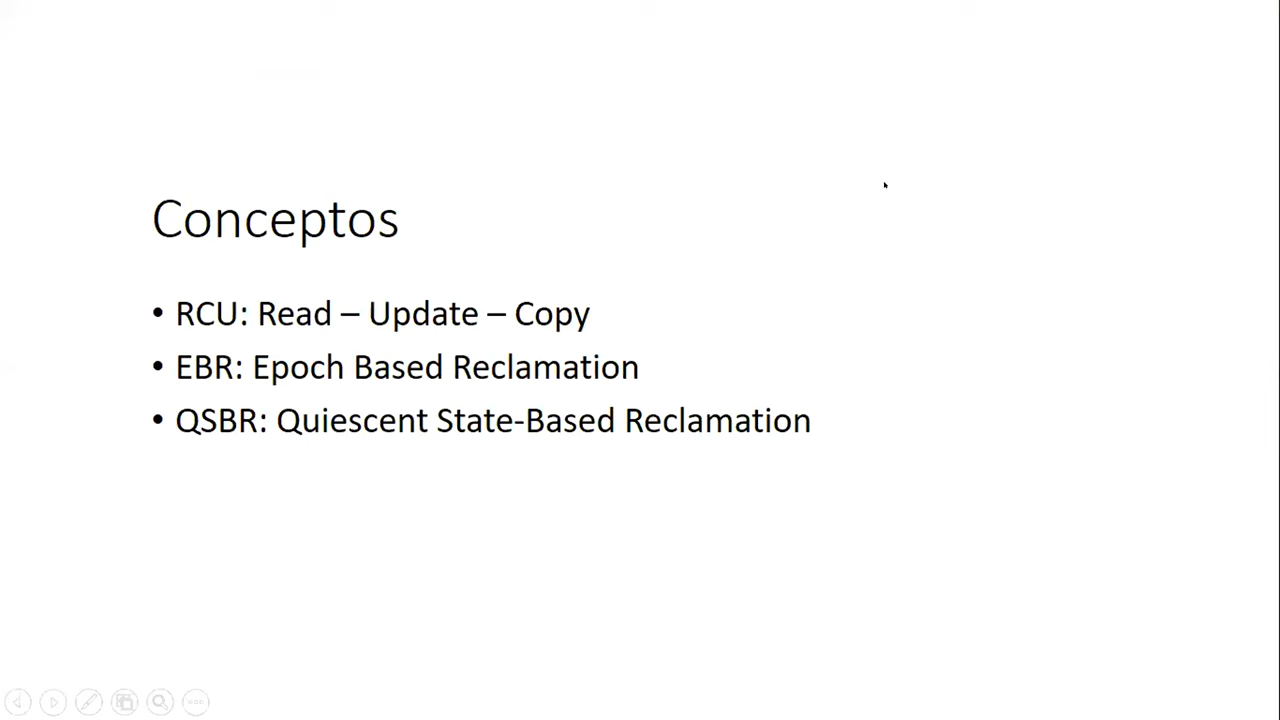 Conceptos
• RCU: Read – Update – Copy
• EBR: Epoch Based Reclamation
• QSBR: Quiescent State-Based Reclamation